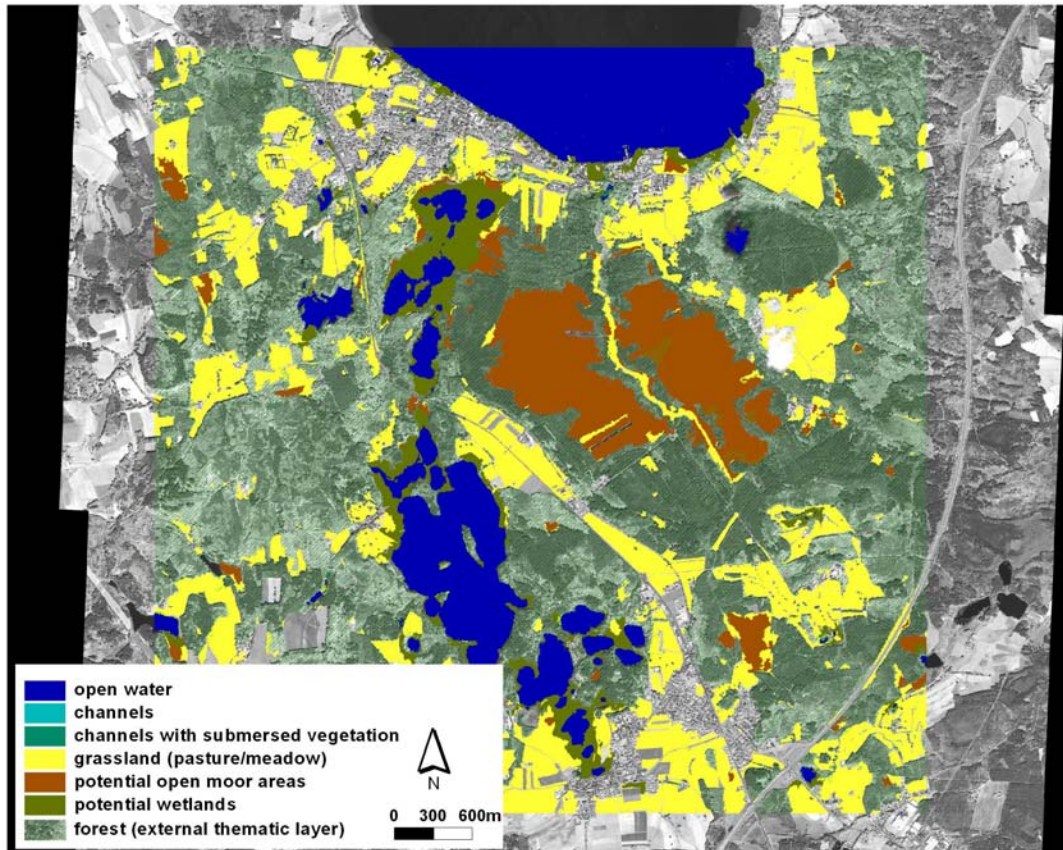 open water
channels
channels with submersed vegetation
grassland (pasture/meadow)
potential open moor areas
potential wetlands
forest (external thematic layer)
N
0 300 600m